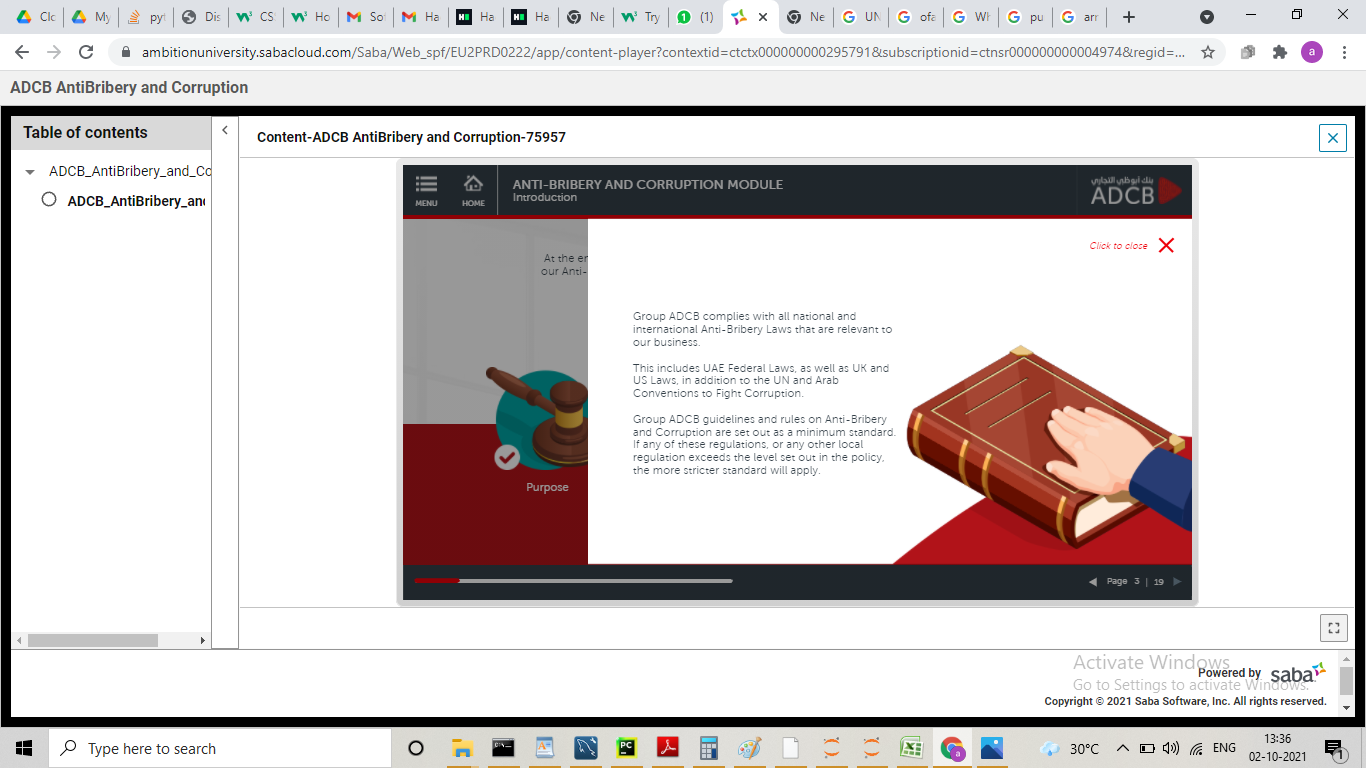 Clo
My
pyt
Dis
CS
Ho
Sof
Ha
Ha
Ha
Ne
Try
(1)
Ne
UN
ofa
Wh
pu
arr
ambitionuniversity.sabacloud.com/Saba/Web_spf/EU2PRD0222/app/content-player?contextid=ctctx000000000295791&subscriptionid=ctnsr000000000004974&regid=...
a
ADCB AntiBribery and Corruption
Table of contents
Content-ADCB AntiBribery and Corruption-75957
ADCB_AntiBribery_and_Co
ADCB_AntiBribery_and
MENU
HOME
ANTI-BRIBERY AND CORRUPTION MODULE
Introduction
بنك أبوظبي التجاري
ADCB
Click to close
At the en
our Anti-
Group ADCB complies with all national and
international Anti-Bribery Laws that are relevant to
our business.
This includes UAE Federal Laws, as well as UK and
US Laws, in addition to the UN and Arab
Conventions to Fight Corruption.
Group ADCB guidelines and rules on Anti-Bribery
and Corruption are set out as a minimum standard.
If any of these regulations, or any other local
regulation exceeds the level set out in the policy,
the more stricter standard will apply.
Purpose
Page 3 | 19
Activate Windows
Go to Settings to activate Windows.
Powered by saba
Copyright © 2021 Saba Software, Inc. All rights reserved.
Type here to search
PC
a
30°C
ENG
13:36
02-10-2021
1